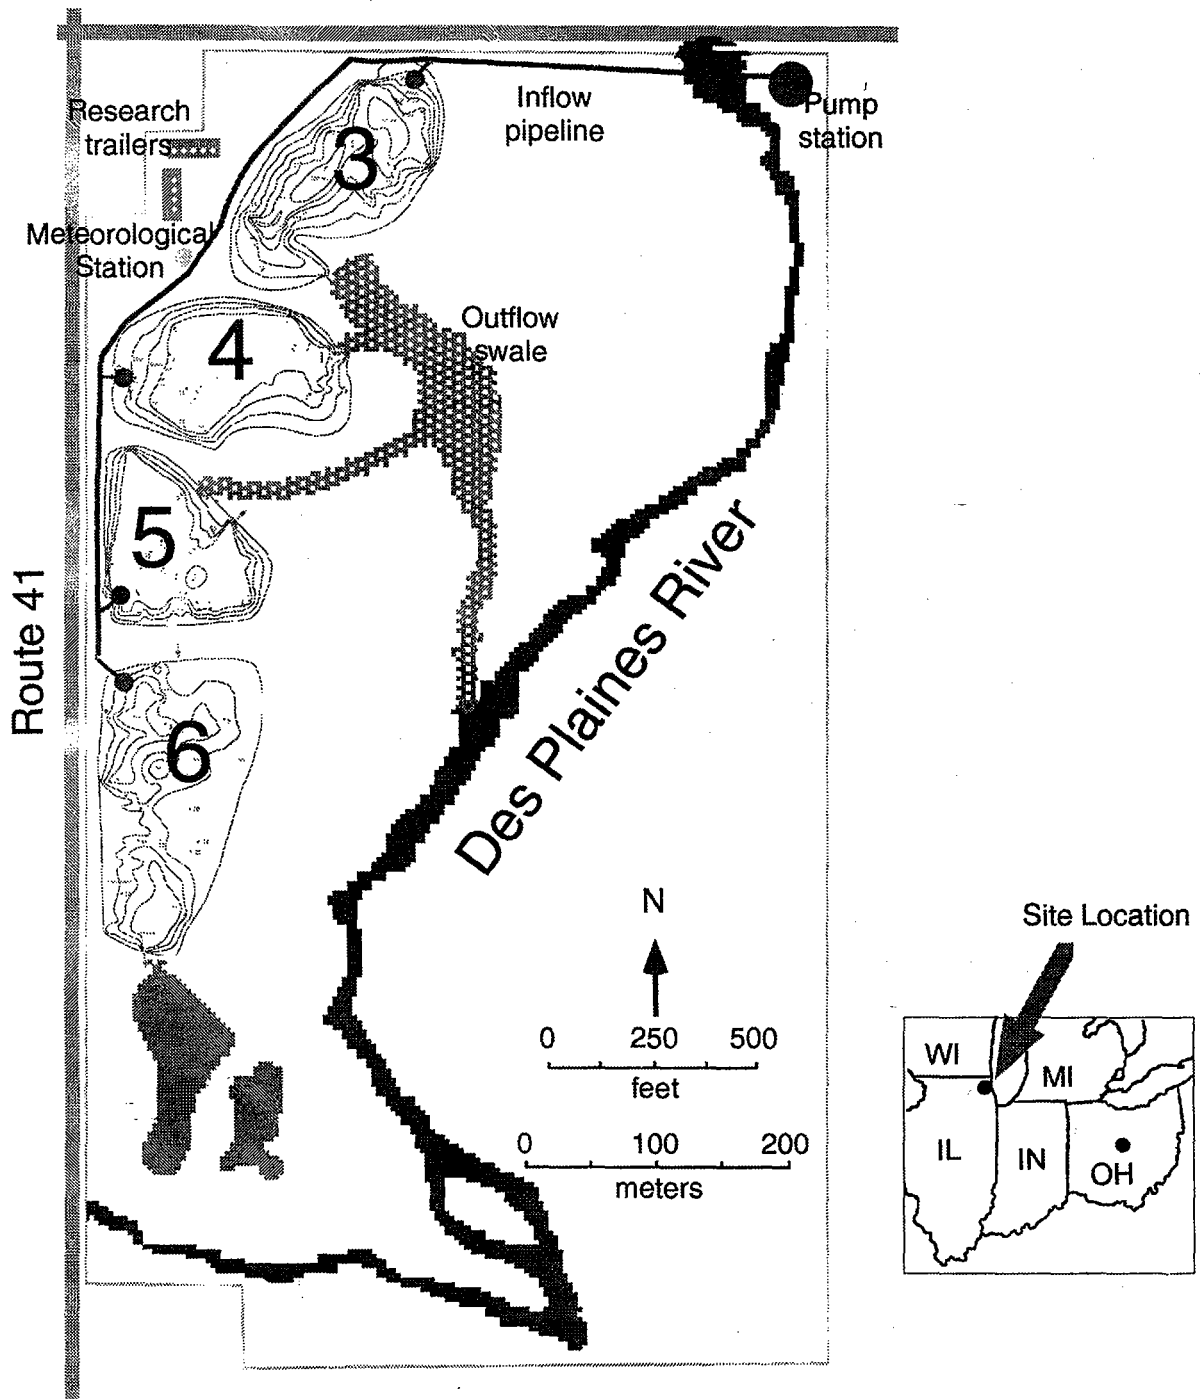 Research
trailers
Inflow
pipeline
Pump
station
3
Meteorological
Station
4
Outflow
swale
5
Route 41
6
Des Plaines River
N
0 250 500
feet
0 100 200
meters
Site Location
WI
MI
IL
IN
OH